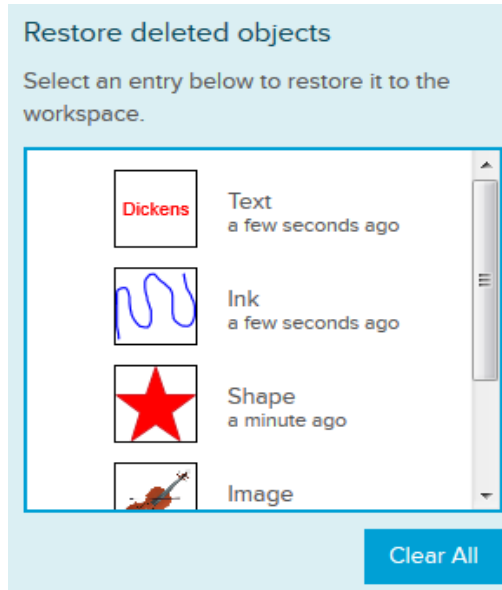 Restore deleted objects
Select an entry below to restore it to the
workspace.
Dickens
Text
a few seconds ago
Ink
a few seconds ago
Shape
a minute ago
Image
Clear All